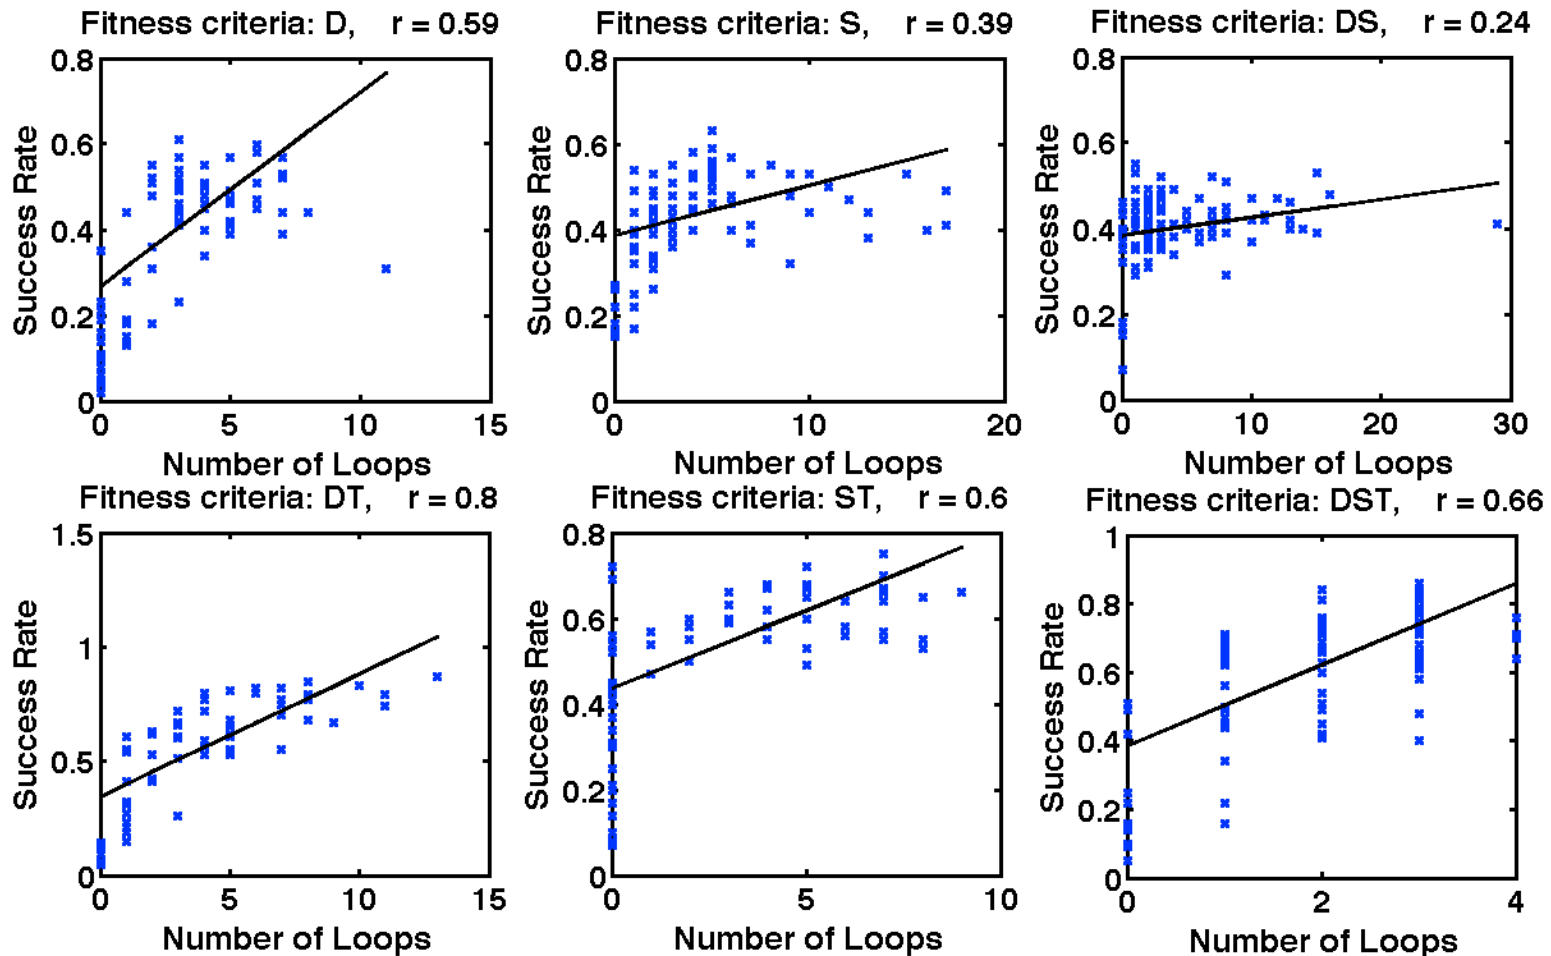 Fitness criteria: D, r = 0.59
0.8
0.6
0.4
0.2
0
Success Rate
0 5 10 15
Number of Loops
Fitness criteria: S, r = 0.39
0.8
0.6
0.4
0.2
0
Success Rate
0 10 20
Number of Loops
Fitness criteria: DS, r = 0.24
0.8
0.6
0.4
0.2
0
Success Rate
0 10 20 30
Number of Loops
Fitness criteria: DT, r = 0.8
1.5
1
0.5
0
Success Rate
0 5 10 15
Number of Loops
Fitness criteria: ST, r = 0.6
0.8
0.6
0.4
0.2
0
Success Rate
0 5 10
Number of Loops
Fitness criteria: DST, r = 0.66
1
0.8
0.6
0.4
0.2
0
Success Rate
0 2 4
Number of Loops